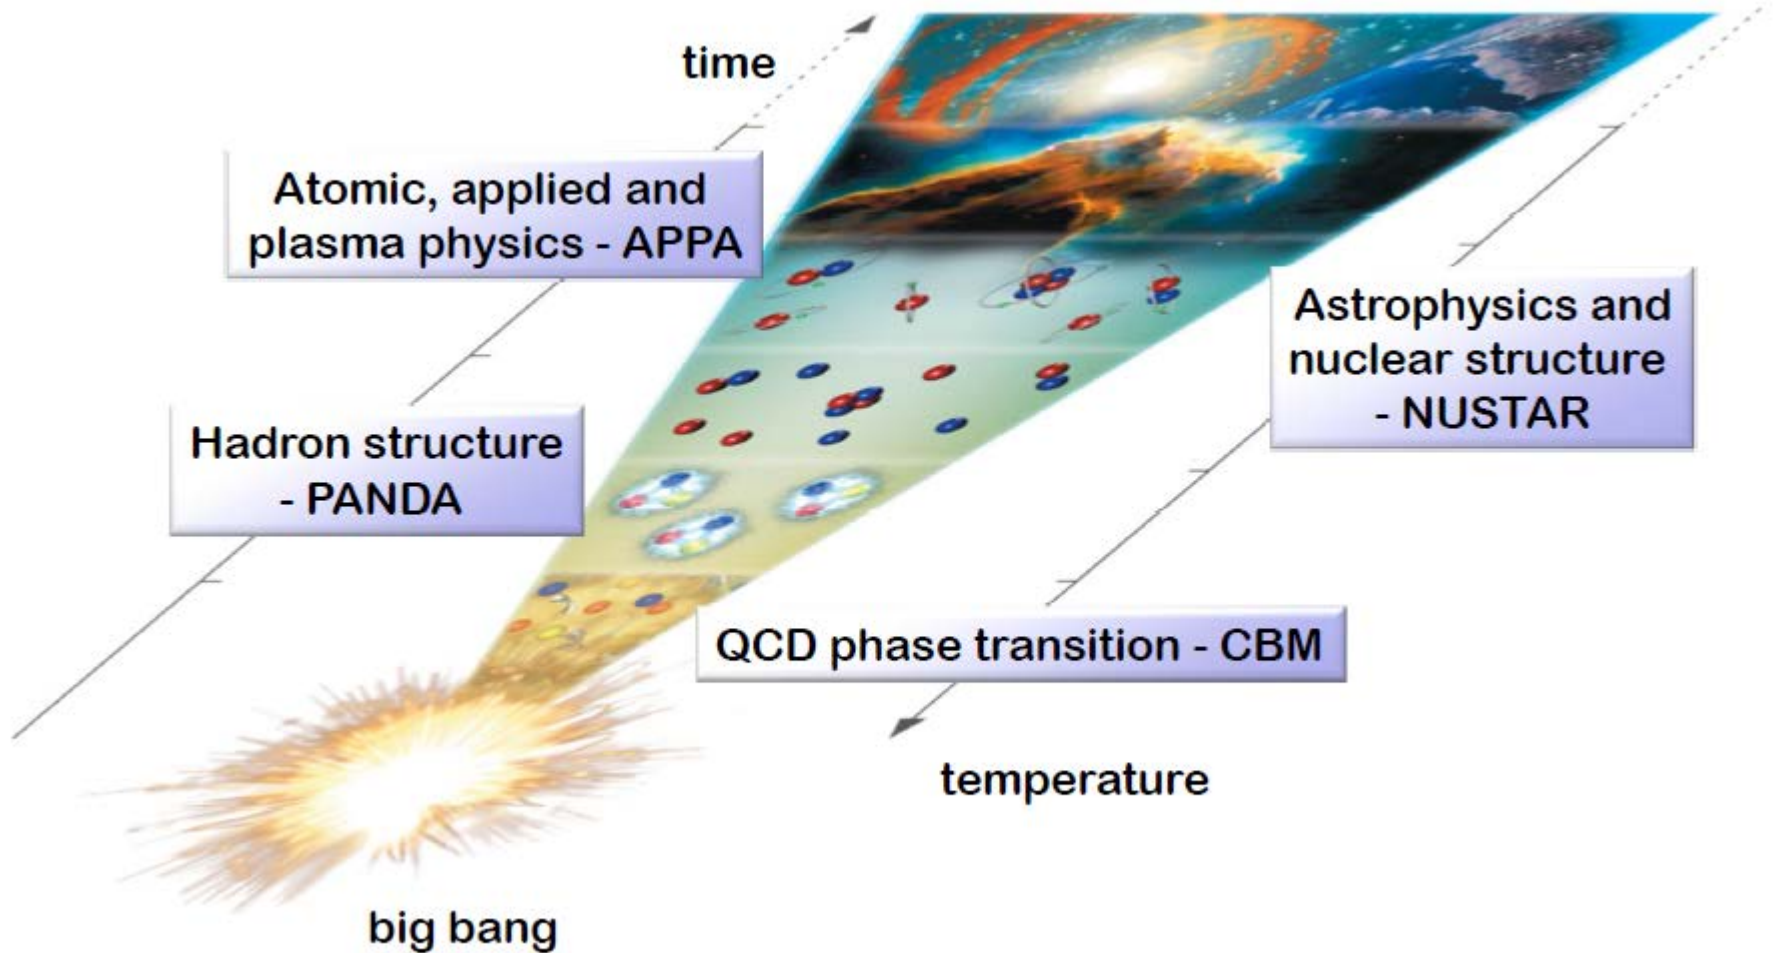 time
Atomic, applied and
plasma physics - APPA
Astrophysics and
nuclear structure
- NUSTAR
Hadron structure
- PANDA
QCD phase transition - CBM
temperature
big bang